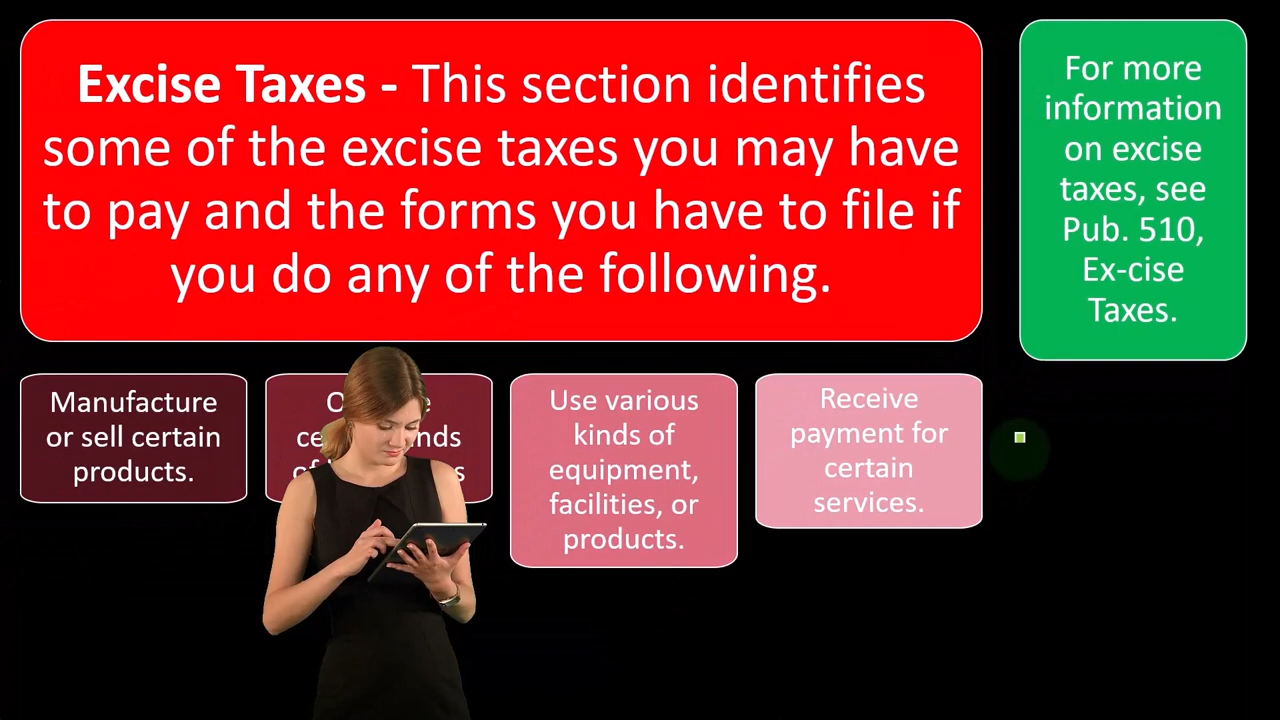 Excise Taxes - This section identifies
some of the excise taxes you may have
to pay and the forms you have to file if
you do any of the following.
For more
information
on excise
taxes, see
Pub. 510,
Ex-cise
Taxes.
Manufacture
or sell certain
products.
Use various
kinds of
equipment,
facilities, or
products.
Receive
payment for
certain
services.